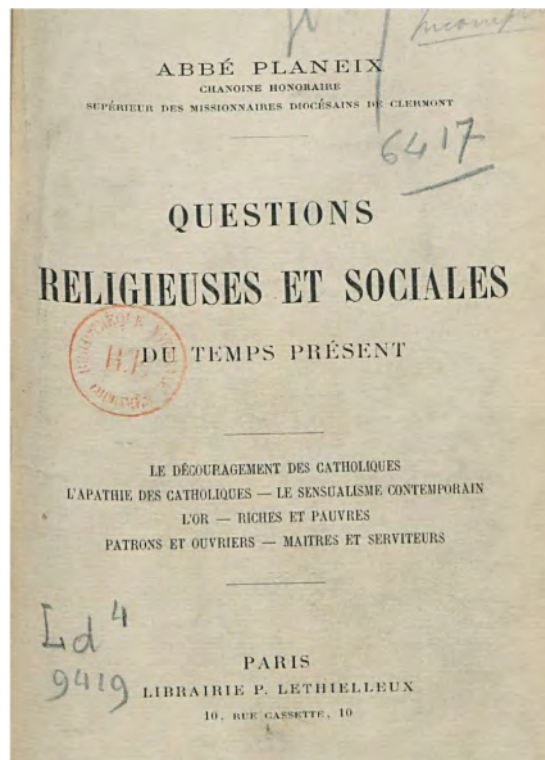 ABBÉ PLANEIX
CHANOINE HONORAIRE
SUPÉRIEUR DES MISSIONNAIRES DIOCÉSAINS DE CLERMONT
6417
QUESTIONS
RELIGIEUSES ET SOCIALES
DU TEMPS PRÉSENT
LE DÉCOURAGEMENT DES CATHOLIQUES
L'APATHIE DES CATHOLIQUES — LE SENSUALISME CONTEMPORAIN
L'OR — RICHES ET PAUVRES
PATRONS ET OUVRIERS — MAITRES ET SERVITEURS
Ld 4
9419
PARIS
LIBRAIRIE P. LETHIELLEUX
10, RUE CASSETTE, 10